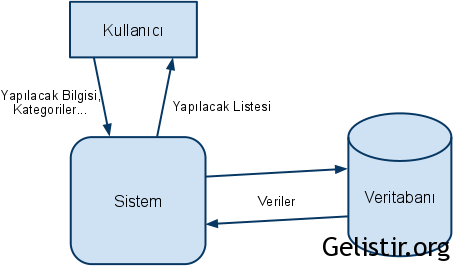 Kullanıcı
Yapılacak Bilgisi,
Kategoriler...
Yapılacak Listesi
Sistem
Veriler
Veritabanı
Gelistir.org